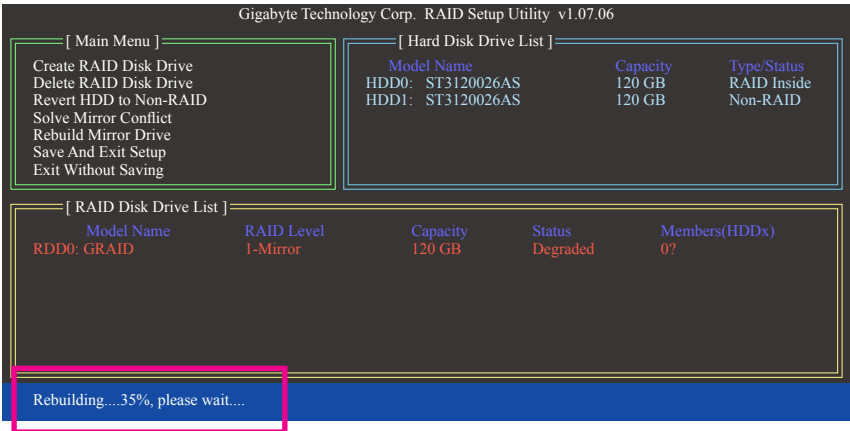 Gigabyte Technology Corp. RAID Setup Utility v1.07.06
[ Main Menu ]
Create RAID Disk Drive
Delete RAID Disk Drive
Revert HDD to Non-RAID
Solve Mirror Conflict
Rebuild Mirror Drive
Save And Exit Setup
Exit Without Saving
[ Hard Disk Drive List ]
Model Name Capacity Type/Status
HDD0: ST3120026AS 120 GB RAID Inside
HDD1: ST3120026AS 120 GB Non-RAID
[ RAID Disk Drive List ]
Model Name RAID Level Capacity Status Members(HDDx)
RDD0: GRAID 1-Mirror 120 GB Degraded 0?
Rebuilding....35%, please wait....